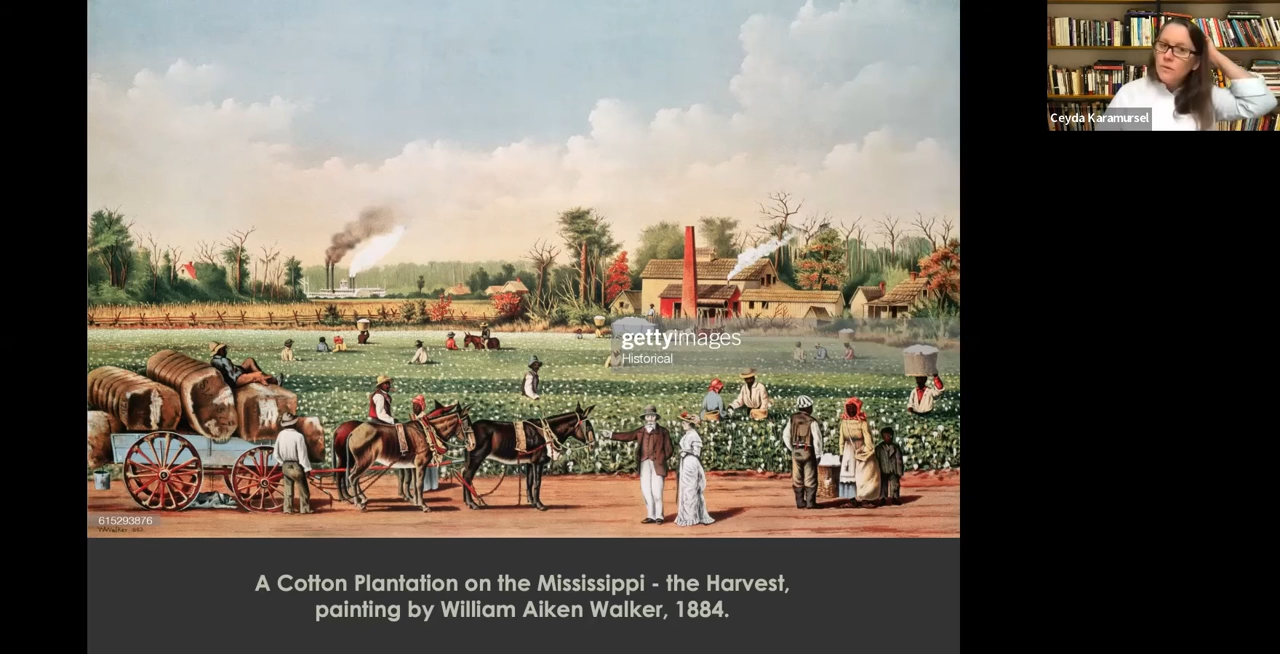 Ceyda Karamursel
gettyimages
Historical
615293876
A Cotton Plantation on the Mississippi - the Harvest,
painting by William Aiken Walker, 1884.